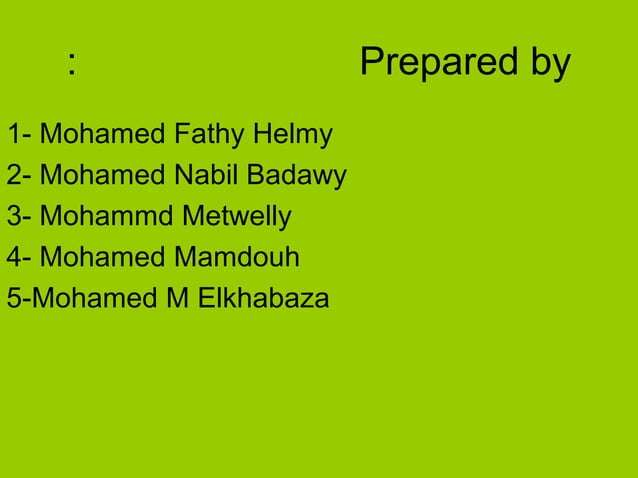 : Prepared by
1- Mohamed Fathy Helmy
2- Mohamed Nabil Badawy
3- Mohammd Metwelly
4- Mohamed Mamdouh
5-Mohamed M Elkhabaza